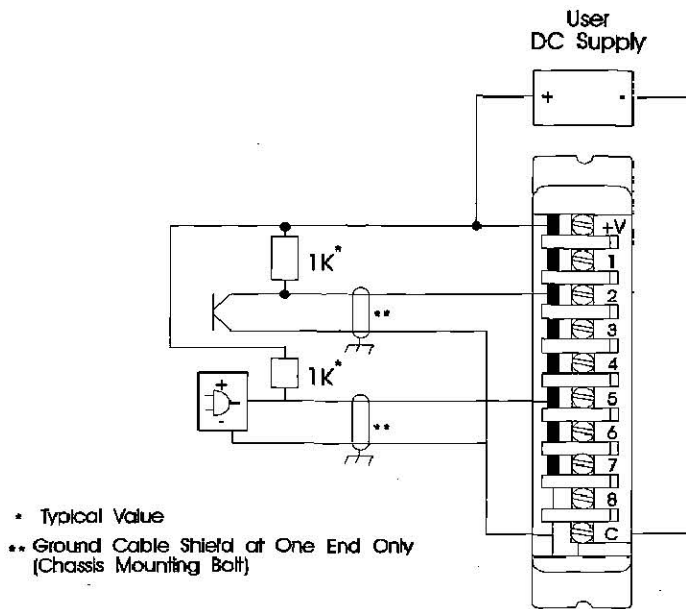 User
DC Supply
+ -
+V
1
1K*
2
**
3
4
1K*
5
+
-
**
6
7
8
C
* Typical Value
** Ground Cable Shield at One End Only
(Chassis Mounting Bolt)